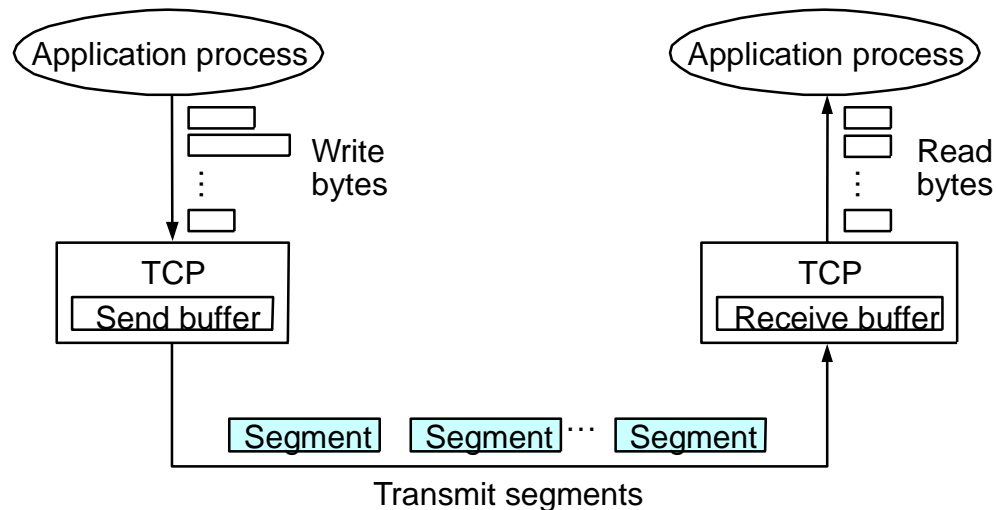 Application process
Application process
Write
bytes
⋮
Read
bytes
⋮
TCP
Send buffer
TCP
Receive buffer
Segment
Segment
…
Segment
Transmit segments